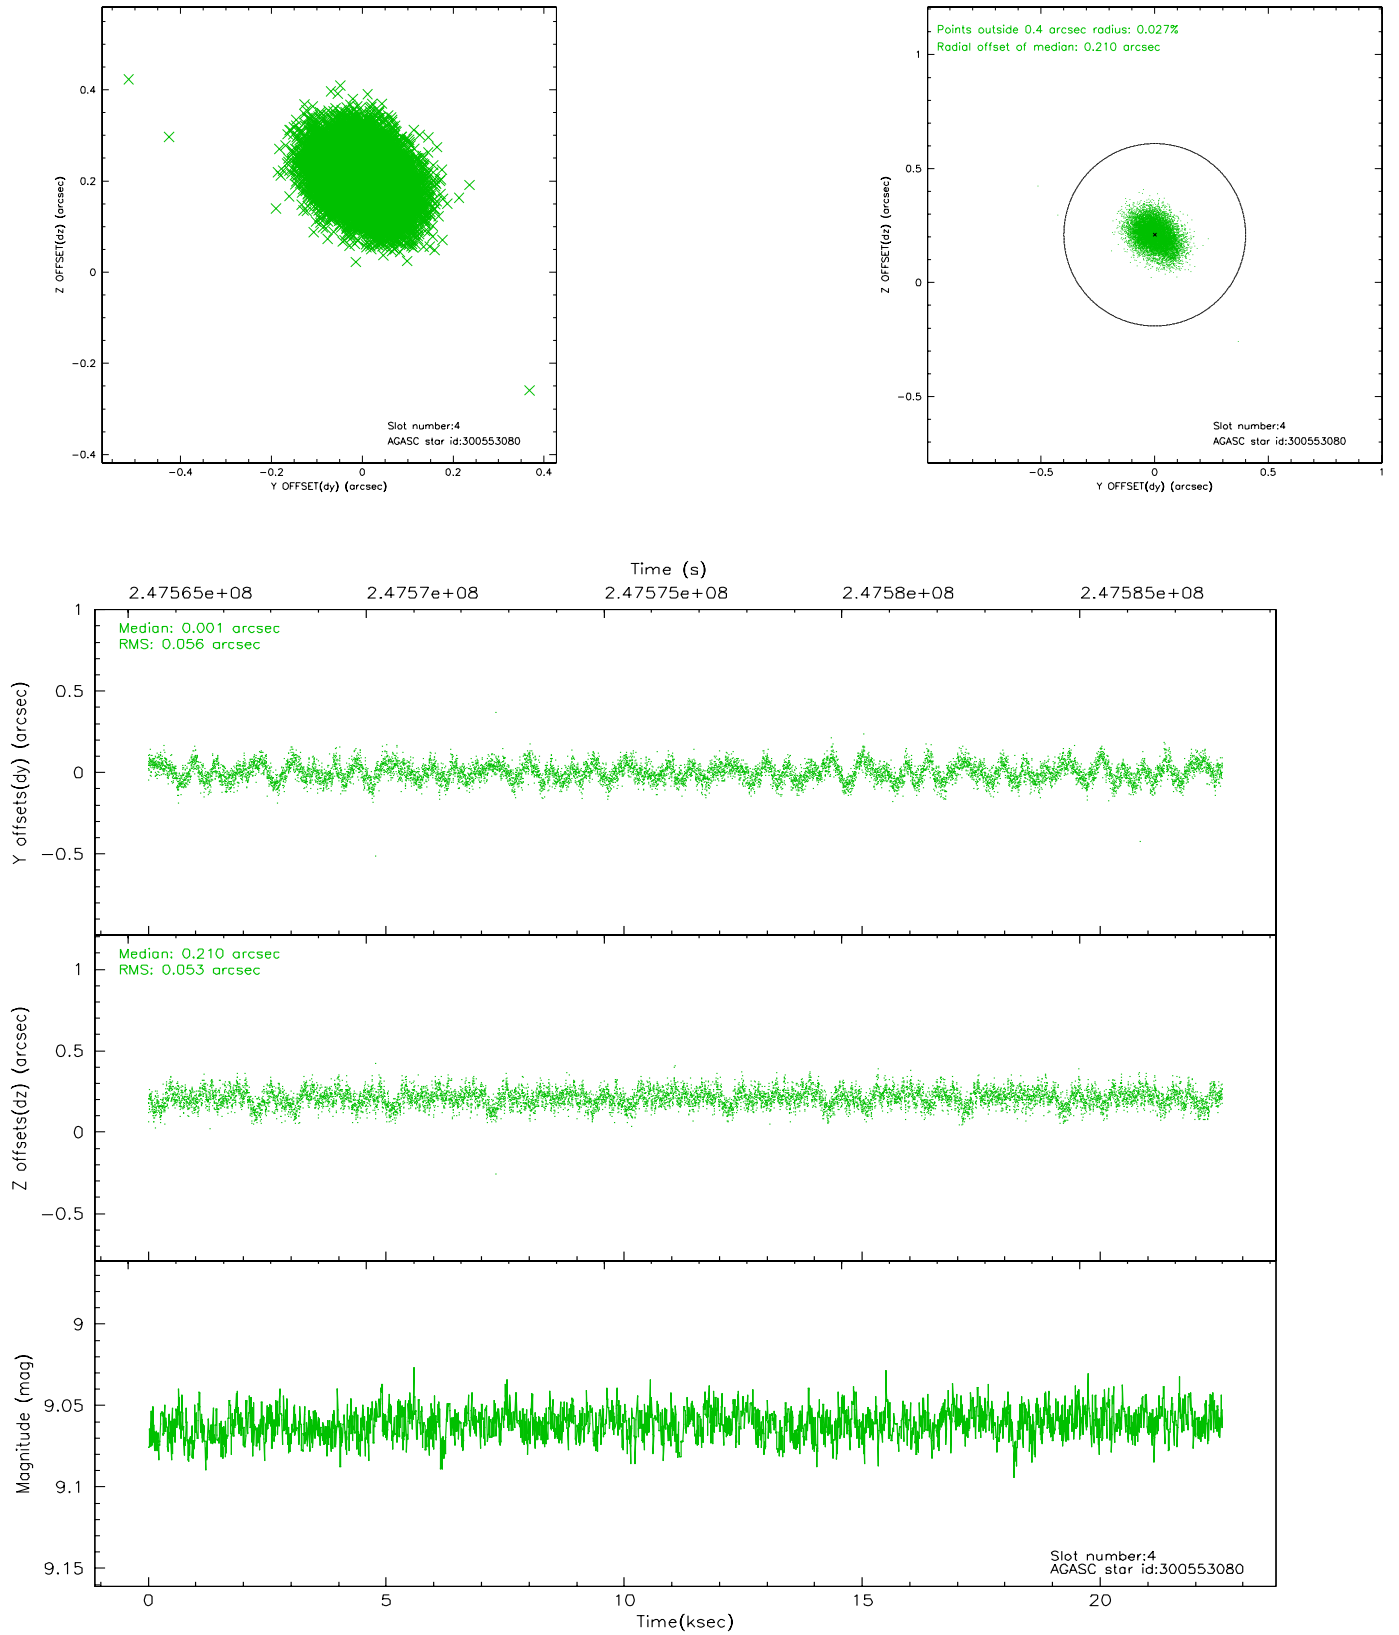 0.4
0.2
0
−0.2
−0.4
Z OFFSET(dz) (arcsec)
−0.4
−0.2
0
0.2
0.4
Y OFFSET(dy) (arcsec)
Slot number:4
AGASC star id:300553080
Points outside 0.4 arcsec radius: 0.027%
Radial offset of median: 0.210 arcsec
1
0.5
0
−0.5
Z OFFSET(dz) (arcsec)
−0.5
0
0.5
1
Y OFFSET(dy) (arcsec)
Slot number:4
AGASC star id:300553080
Time (s)
2.47565e+08
2.4757e+08
2.47575e+08
2.4758e+08
2.47585e+08
Median: 0.001 arcsec
RMS: 0.056 arcsec
1
0.5
0
−0.5
Y offsets(dy) (arcsec)
Median: 0.210 arcsec
RMS: 0.053 arcsec
1
0.5
0
−0.5
Z offsets(dz) (arcsec)
9
9.05
9.1
9.15
Magnitude (mag)
Slot number:4
AGASC star id:300553080
0
5
10
15
20
Time(ksec)